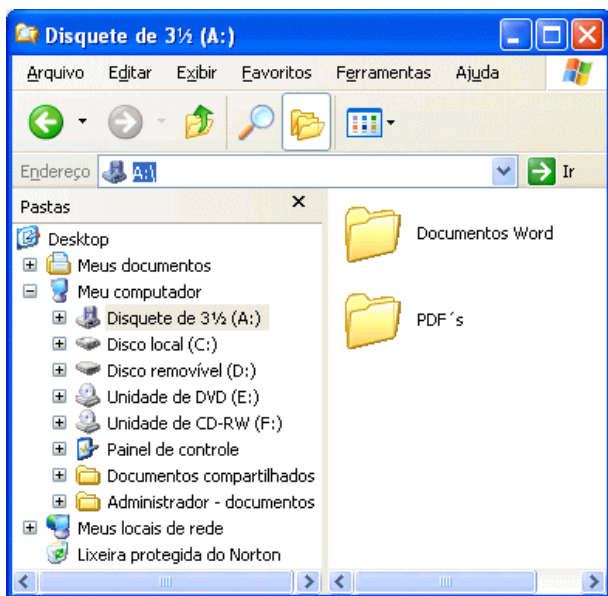 Disquete de 3½ (A:)
Arquivo Editar Exibir Favoritos Ferramentas Ajuda
Endereço A:\ Ir
Pastas
Desktop
Meus documentos
Meu computador
Disquete de 3½ (A:)
Disco local (C:)
Disco removível (D:)
Unidade de DVD (E:)
Unidade de CD-RW (F:)
Painel de controle
Documentos compartilhados
Administrador - documentos
Meus locais de rede
Lixeira protegida do Norton
Documentos Word
PDF´s